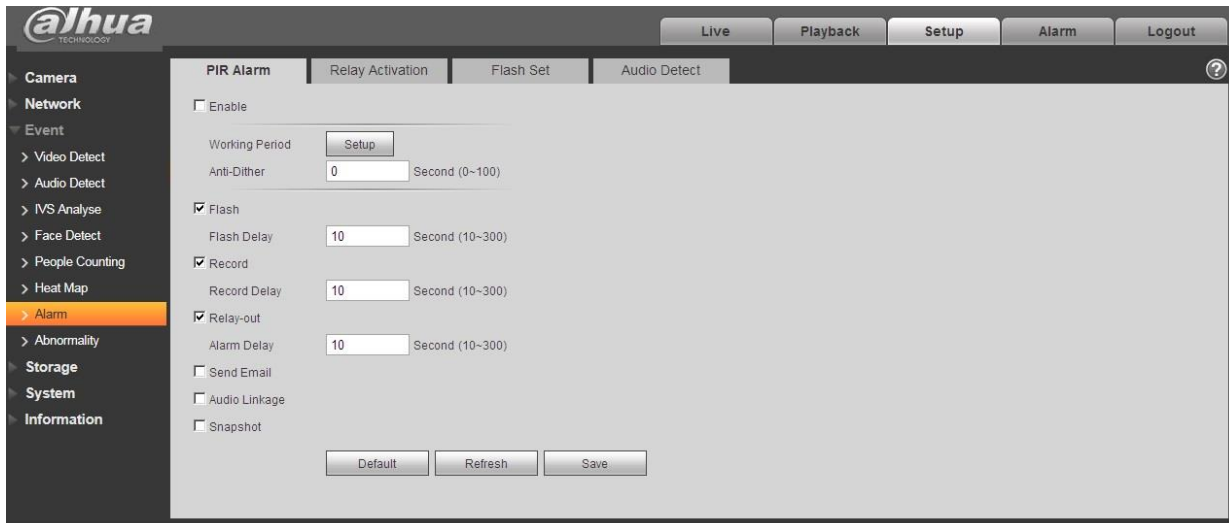 alhua
TECHNOLOGY
Live Playback Setup Alarm Logout
Camera
Network
Event
> Video Detect
> Audio Detect
> IVS Analyse
> Face Detect
> People Counting
> Heat Map
> Alarm
> Abnormality
Storage
System
Information
PIR Alarm Relay Activation Flash Set Audio Detect ?
Enable
Working Period Setup
Anti-Dither 0 Second (0~100)
Flash
Flash Delay 10 Second (10~300)
Record
Record Delay 10 Second (10~300)
Relay-out
Alarm Delay 10 Second (10~300)
Send Email
Audio Linkage
Snapshot
Default Refresh Save